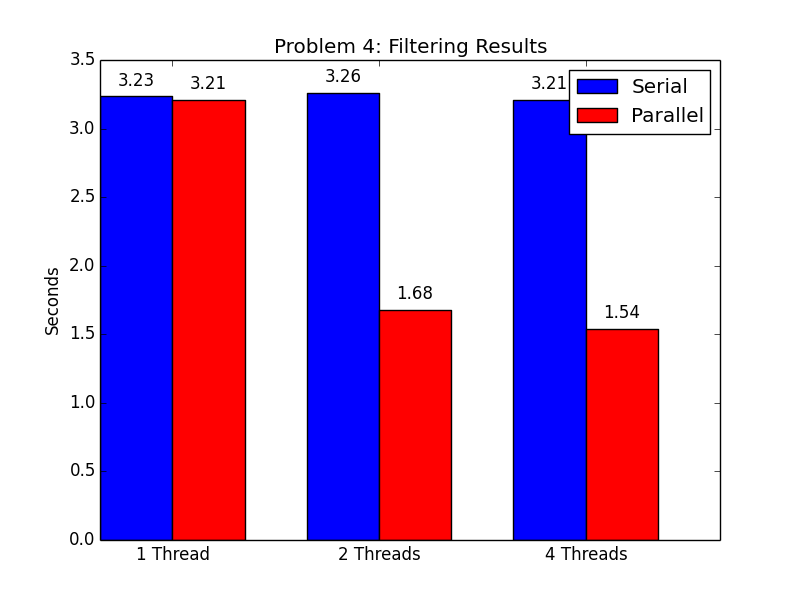 Problem 4: Filtering Results
3.5
3.0
2.5
2.0
1.5
1.0
0.5
0.0
Seconds
3.23
3.21
3.26
1.68
3.21
1.54
Serial
Parallel
1 Thread
2 Threads
4 Threads